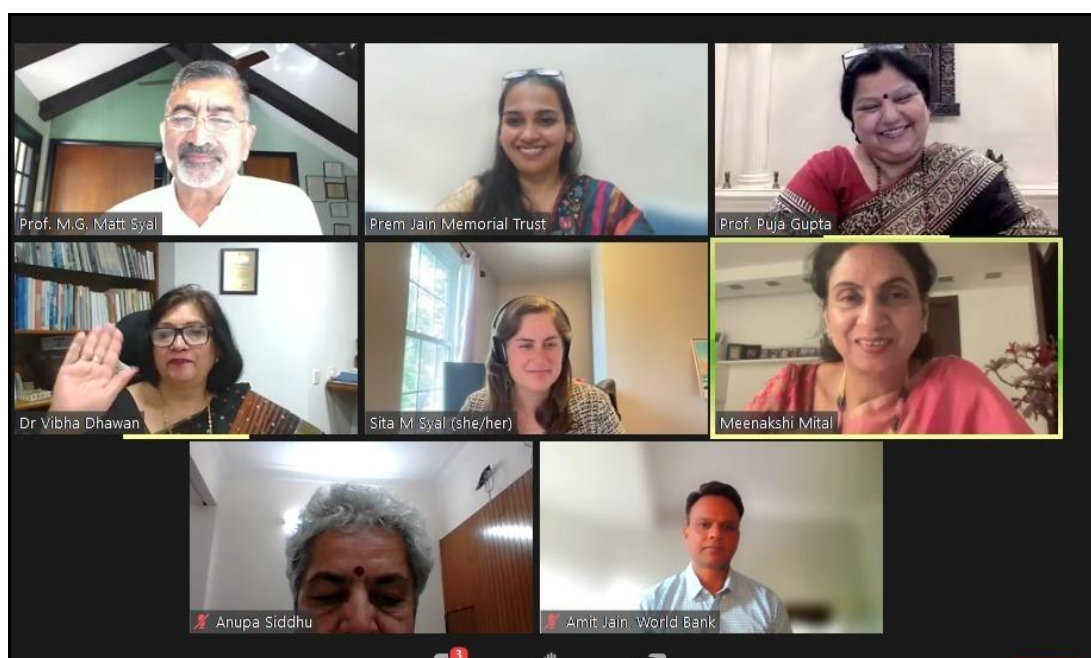 Prof. M.G. Matt Syal
Prem Jain Memorial Trust
Prof. Puja Gupta
Dr Vibha Dhawan
Sita M Syal (she/her)
Meenakshi Mital
Anupa Siddhu
Amit Jain, World Bank
3